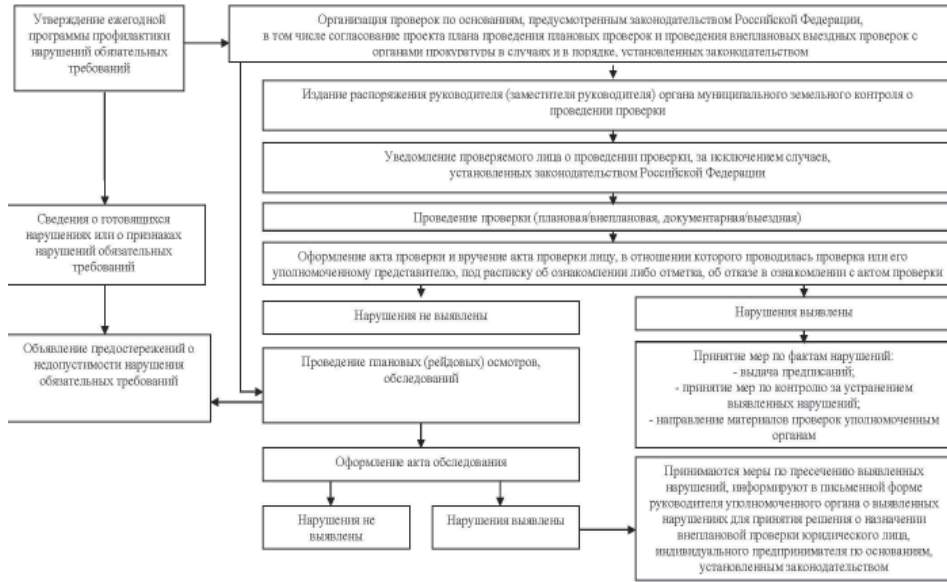 Утверждение ежегодной
программы профилактики
нарушений обязательных
требований
Организация проверок по основаниям, предусмотренным законодательством Российской Федерации,
в том числе согласование проекта плана проведения плановых проверок и проведения внеплановых выездных проверок с
органами прокуратуры в случаях и в порядке, установленных законодательством
Издание распоряжения руководителя (заместителя руководителя) органа муниципального земельного контроля о
проведении проверки
Уведомление проверяемого лица о проведении проверки, за исключением случаев,
установленных законодательством Российской Федерации
Проведение проверки (плановая/внеплановая, документарная/выездная)
Сведения о готовящихся
нарушениях или о признаках
нарушений обязательных
требований
Оформление акта проверки и вручение акта проверки лицу, в отношении которого проводилась проверка или его
уполномоченному представителю, под расписку об ознакомлении либо отметка, об отказе в ознакомлении с актом проверки
Нарушения не выявлены
Нарушения выявлены
Объявление предостережений о
недопустимости нарушения
обязательных требований
Проведение плановых (рейдовых) осмотров,
обследований
Принятие мер по фактам нарушений:
- выдача предписаний;
- принятие мер по контролю за устранением
выявленных нарушений;
- направление материалов проверок уполномоченным
органам
Оформление акта обследования
Нарушения не
выявлены
Нарушения выявлены
Принимаются меры по пресечению выявленных
нарушений, информируют в письменной форме
руководителя уполномоченного органа о выявленных
нарушениях для принятия решения о назначении
внеплановой проверки юридического лица,
индивидуального предпринимателя по основаниям,
установленным законодательством